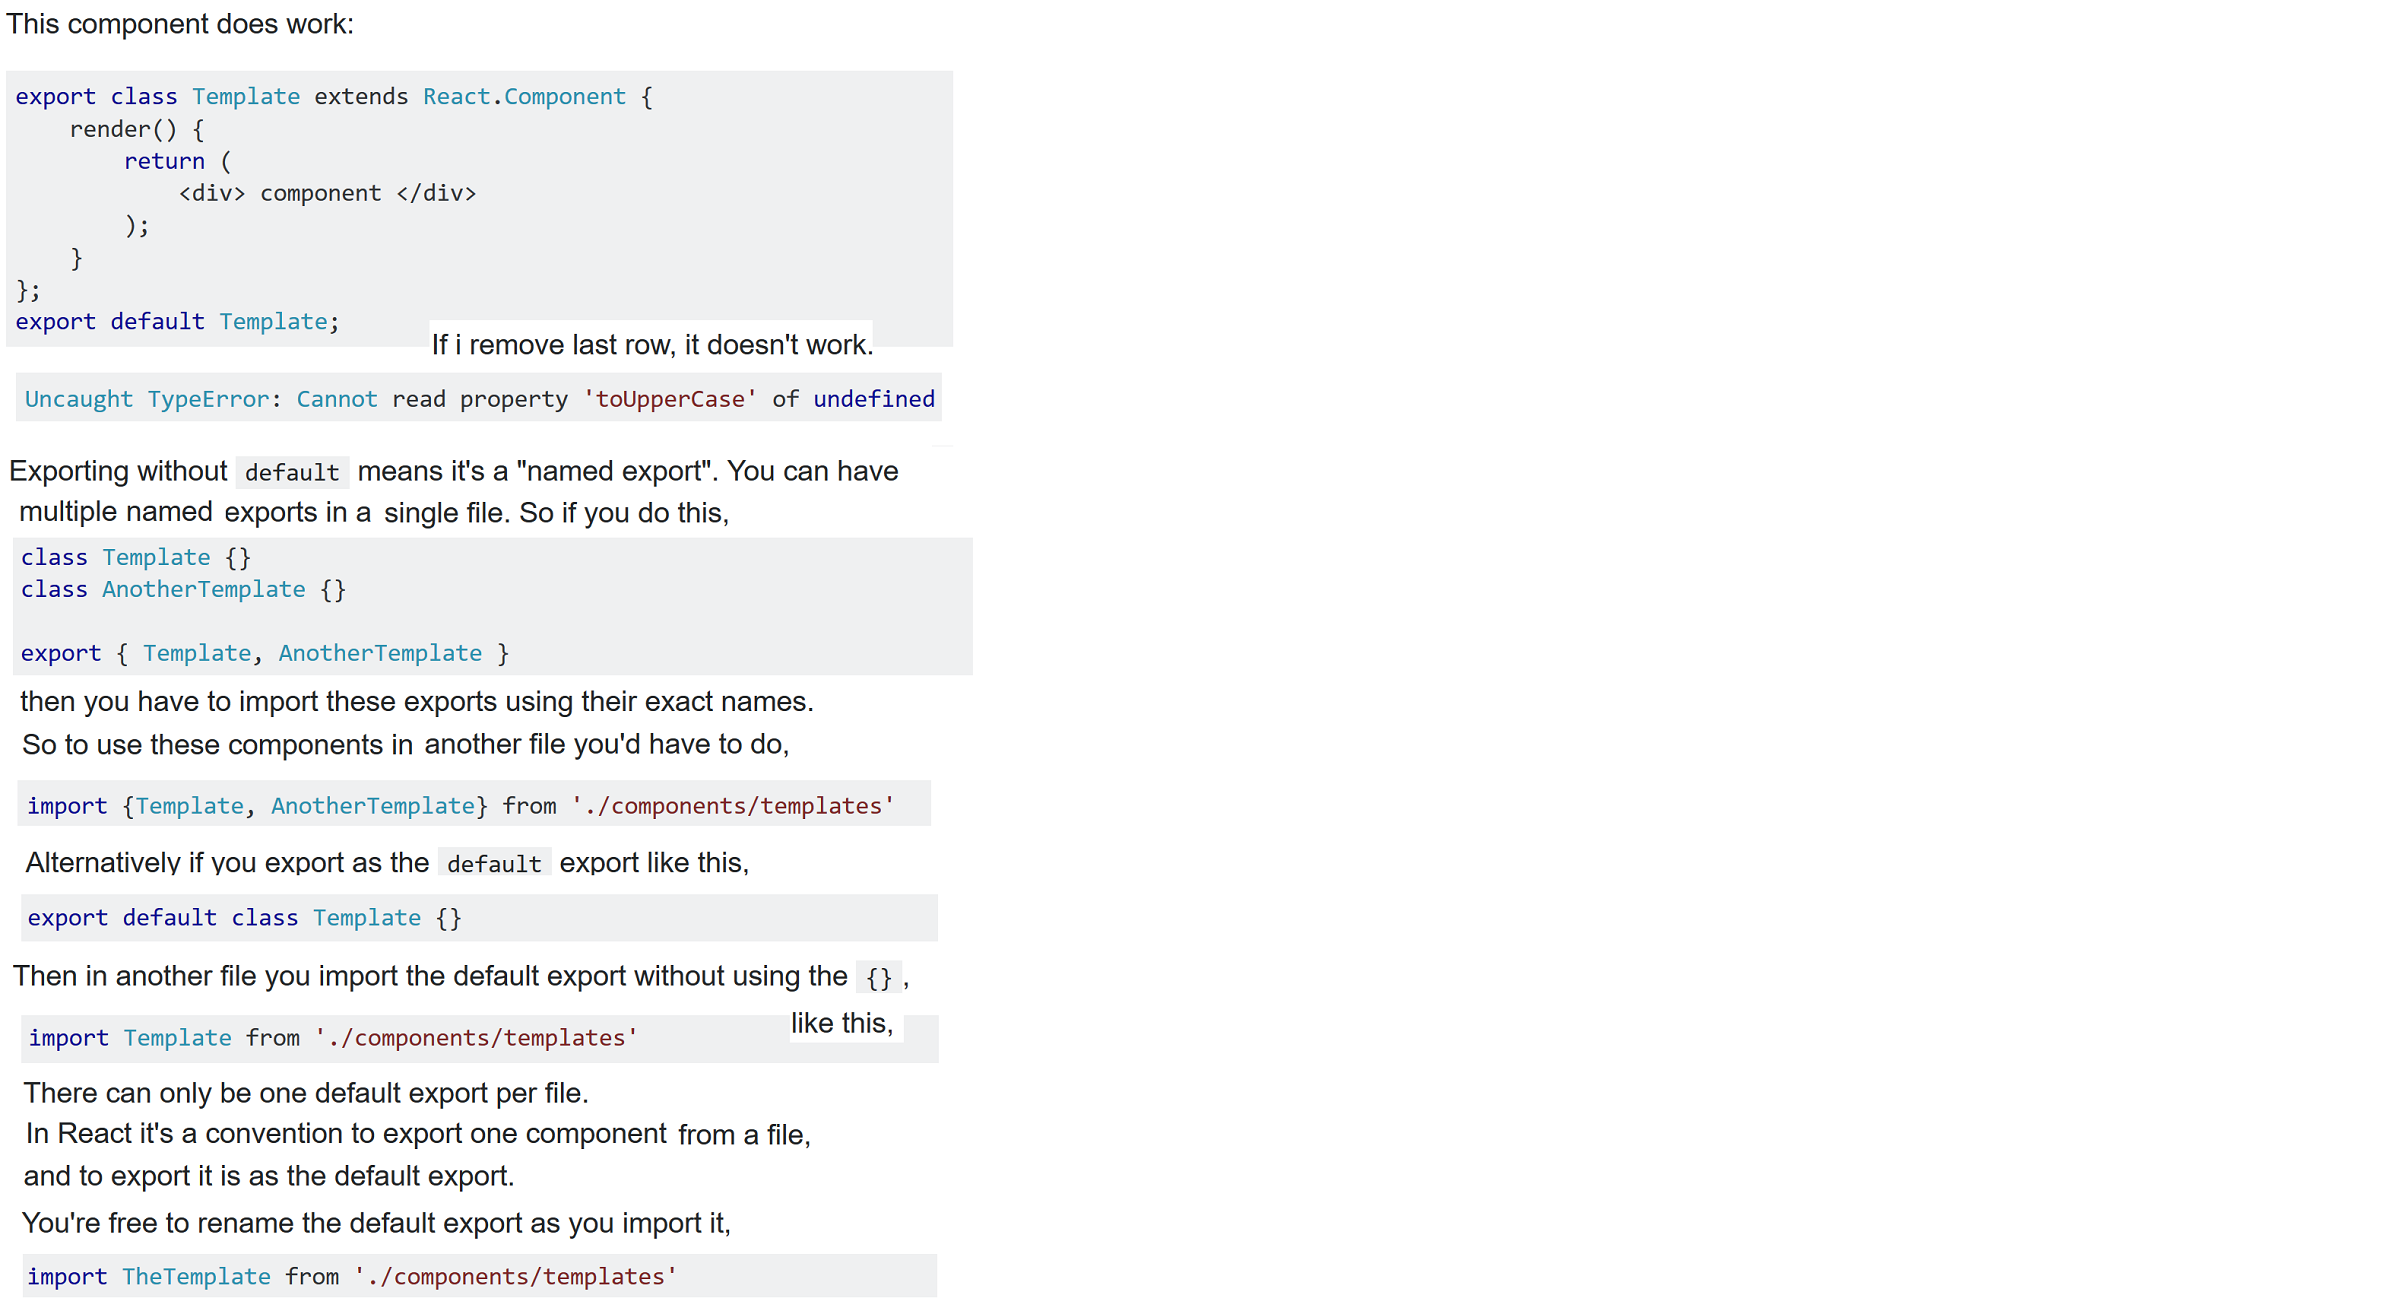 This component does work:
export class Template extends React.Component {
    render() {
        return (
            <div> component </div>
        );
    }
};
export default Template;
If i remove last row, it doesn't work.
Uncaught TypeError: Cannot read property 'toUpperCase' of undefined
Exporting without default means it's a "named export". You can have
multiple named exports in a single file. So if you do this,
class Template {}
class AnotherTemplate {}
export { Template, AnotherTemplate }
then you have to import these exports using their exact names.
So to use these components in another file you'd have to do,
import {Template, AnotherTemplate} from './components/templates'
Alternatively if you export as the default export like this,
export default class Template {}
Then in another file you import the default export without using the {},
like this,
import Template from './components/templates'
There can only be one default export per file.
In React it's a convention to export one component from a file,
and to export it is as the default export.
You're free to rename the default export as you import it,
import TheTemplate from './components/templates'